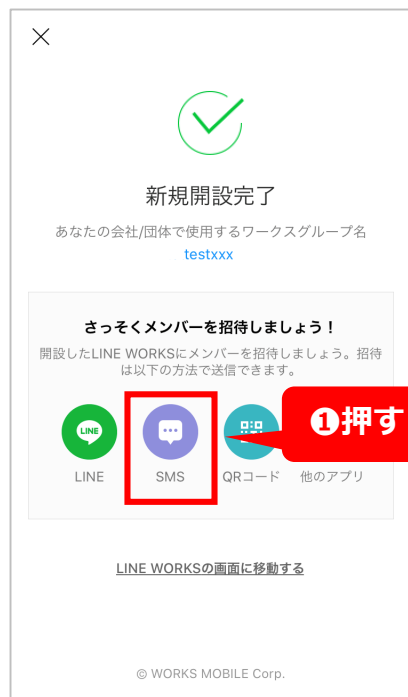 新規開設完了
あなたの会社/団体で使用するワークスグループ名
testxxx
さっそくメンバーを招待しましょう！
開設したLINE WORKSにメンバーを招待しましょう。招待
は以下の方法で送信できます。
LINE
❶押す
LINE SMS QRコード 他のアプリ
LINE WORKSの画面に移動する
© WORKS MOBILE Corp.